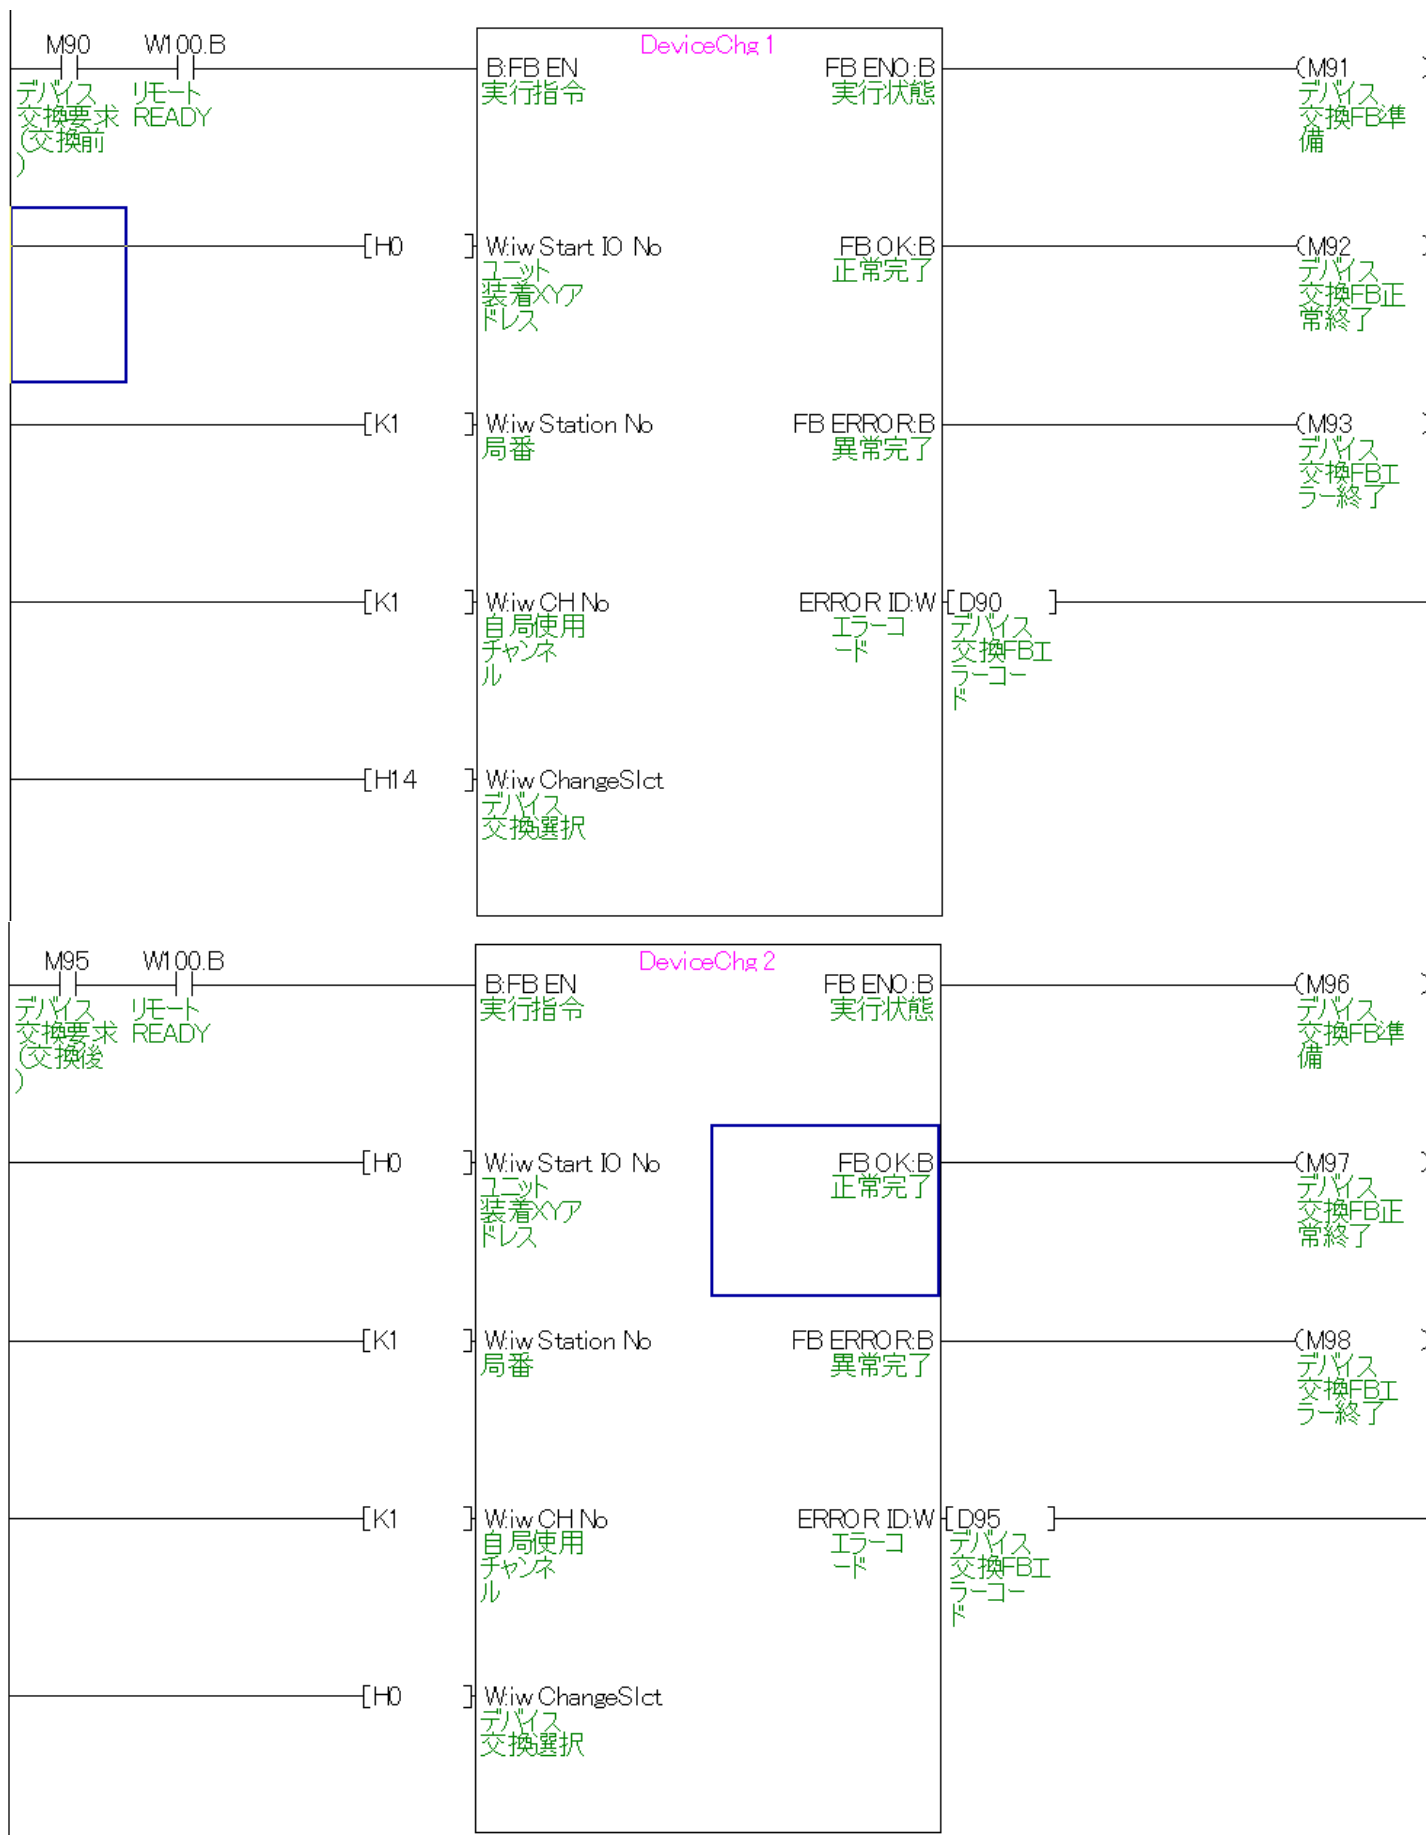 DeviceChg 1
M90 W100.B
B:FB EN FB ENO:B (M91 )
実行指令 実行状態
デバイス リモート デバイス
交換要求 READY 交換FB準
(交換前 備
)
[H0 ] W:iw Start IO No FB OK:B (M92 )
ユニット 正常完了 デバイス
装着XYア 交換FB正
ドレス 常終了
[K1 ] W:iw Station No FB ERROR:B (M93 )
局番 異常完了 デバイス
交換FBエ
ラー終了
[K1 ] W:iw CH No ERROR ID:W [D90 ]
自局使用 エラーコ デバイス
チャンネ ード 交換FBエ
ル ラーコー
ド
[H14 ] W:iw ChangeSlct
デバイス
交換選択
DeviceChg 2
M95 W100.B
B:FB EN FB ENO:B (M96 )
実行指令 実行状態
デバイス リモート デバイス
交換要求 READY 交換FB準
(交換後 備
)
[H0 ] W:iw Start IO No FB OK:B (M97 )
ユニット 正常完了 デバイス
装着XYア 交換FB正
ドレス 常終了
[K1 ] W:iw Station No FB ERROR:B (M98 )
局番 異常完了 デバイス
交換FBエ
ラー終了
[K1 ] W:iw CH No ERROR ID:W [D95 ]
自局使用 エラーコ デバイス
チャンネ ード 交換FBエ
ル ラーコー
ド
[H0 ] W:iw ChangeSlct
デバイス
交換選択